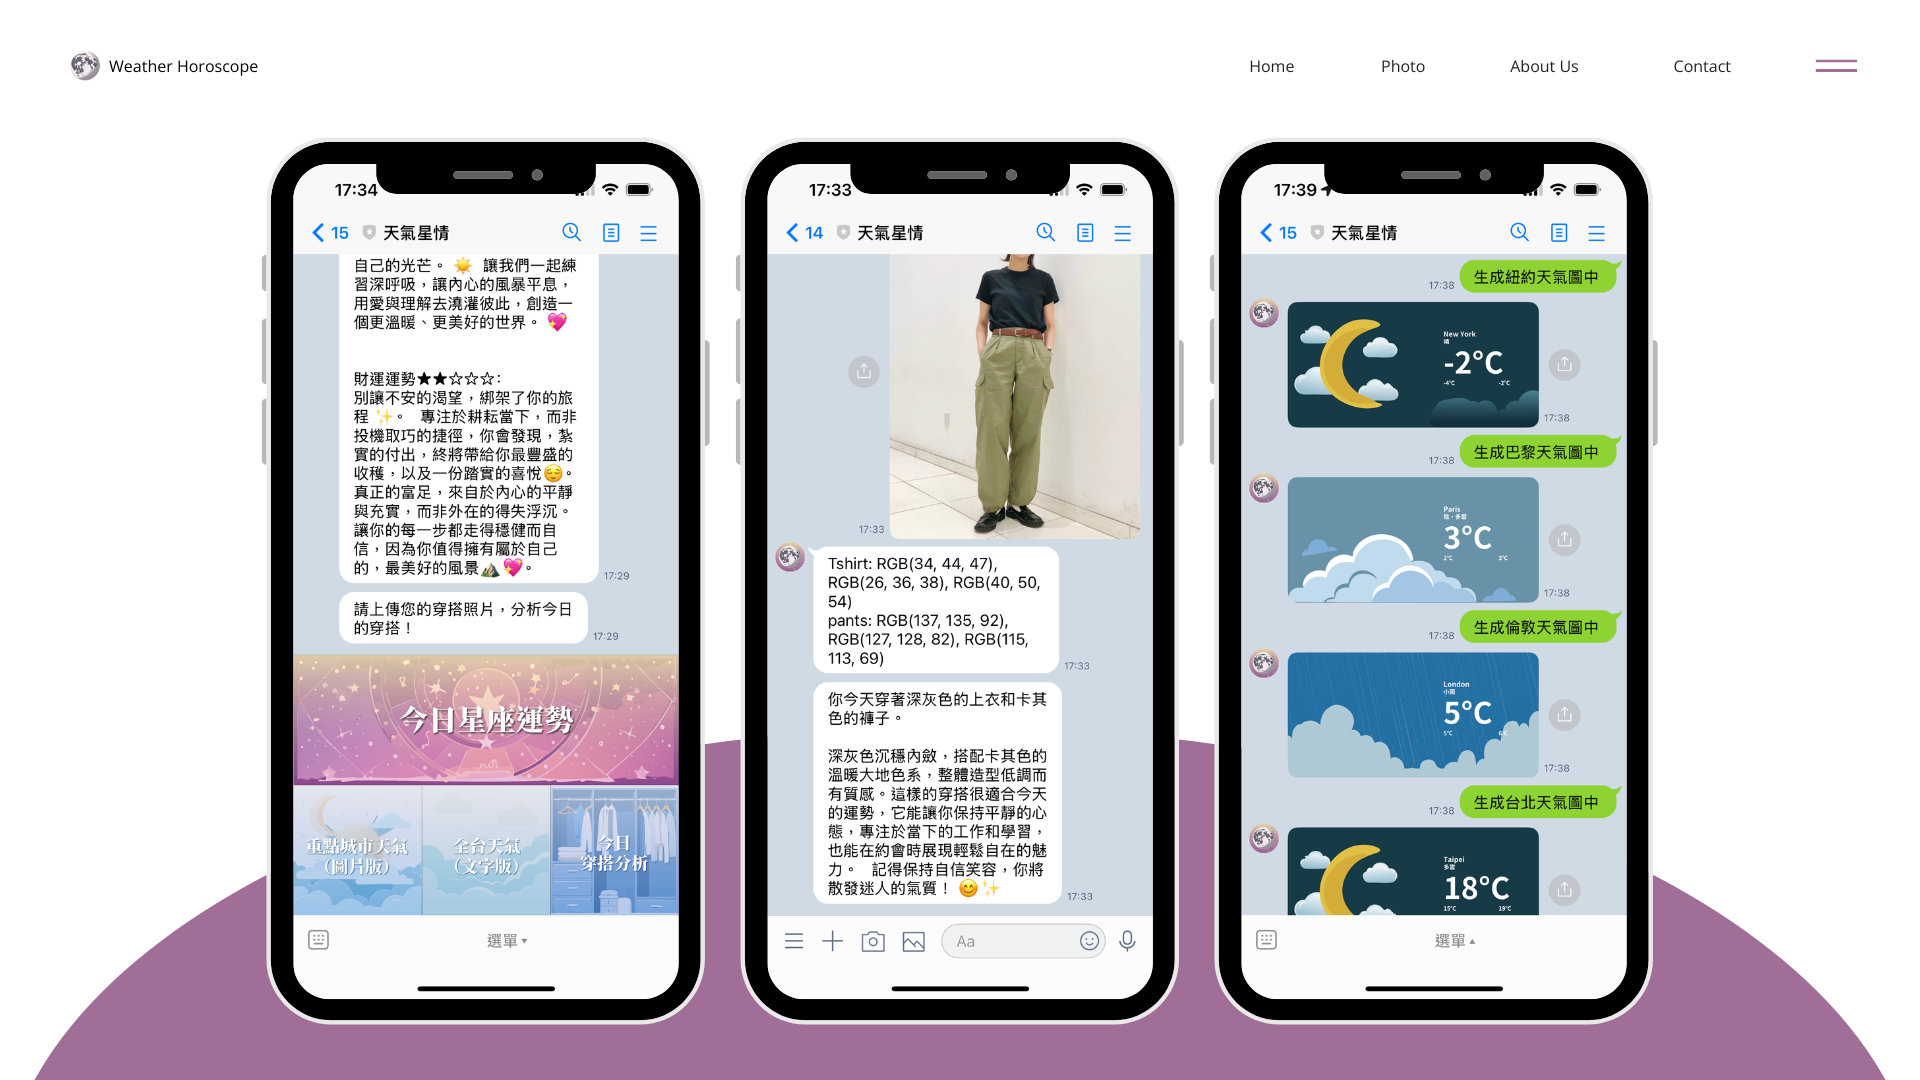 Weather Horoscope
Home
Photo
About Us
Contact
17:34
15
天氣星情
自己的光芒。☀️ 讓我們一起練
習深呼吸，讓內心的風暴平息，
用愛與理解去澆灌彼此，創造一
個更溫暖、更美好的世界。💖
財運運勢★★☆☆☆:
別讓不安的渴望，綁架了你的旅
程✨。 專注於耕耘當下，而非
投機取巧的捷徑，你會發現，紮
實的付出，終將帶給你最豐盛的
收穫，以及一份踏實的喜悅😌。
真正的富足，來自於內心的平靜
與充實，而非外在的得失浮沉。
讓你的每一步都走得穩健而自
信，因為你值得擁有屬於自己
的，最美好的風景⛰️💖。
17:29
請上傳您的穿搭照片，分析今日
的穿搭！
17:29
今日星座運勢
重點城市天氣
（圖片版）
全台天氣
（文字版）
今日
穿搭分析
選單▾
17:33
14
天氣星情
17:33
Tshirt: RGB(34, 44, 47),
RGB(26, 36, 38), RGB(40, 50,
54)
pants: RGB(137, 135, 92),
RGB(127, 128, 82), RGB(115,
113, 69)
17:33
你今天穿著深灰色的上衣和卡其
色的褲子。
深灰色沉穩內斂，搭配卡其色的
溫暖大地色系，整體造型低調而
有質感。這樣的穿搭很適合今天
的運勢，它能讓你保持平靜的心
態，專注於當下的工作和學習，
也能在約會時展現輕鬆自在的魅
力。 記得保持自信笑容，你將
散發迷人的氣質！😊✨
17:33
Aa
17:39
15
天氣星情
生成紐約天氣圖中
17:38
New York
晴
-2°C
-4°C -2°C
17:38
生成巴黎天氣圖中
17:38
Paris
陰，多雲
3°C
2°C 3°C
17:38
生成倫敦天氣圖中
17:38
London
小雨
5°C
5°C 6°C
17:38
生成台北天氣圖中
17:38
Taipei
多雲
18°C
15°C 19°C
選單▴